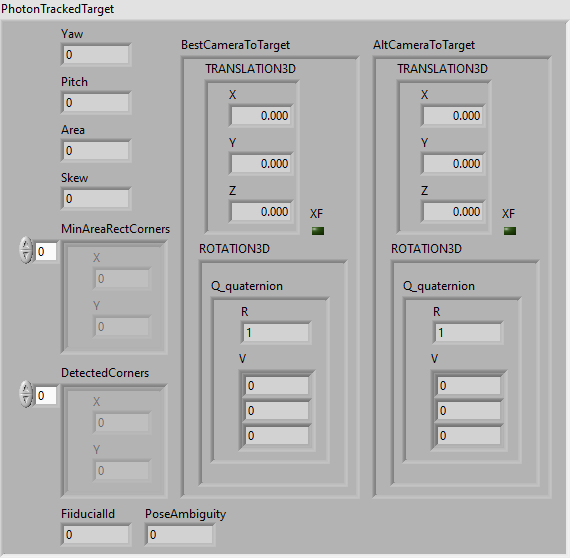 PhotonTrackedTarget
Yaw
0
Pitch
0
Area
0
Skew
0
MinAreaRectCorners
0
X
0
Y
0
DetectedCorners
0
X
0
Y
0
FiiducialId
0
PoseAmbiguity
0
BestCameraToTarget
TRANSLATION3D
X
0.000
Y
0.000
Z
0.000
XF
ROTATION3D
Q_quaternion
R
1
V
0
0
0
AltCameraToTarget
TRANSLATION3D
X
0.000
Y
0.000
Z
0.000
XF
ROTATION3D
Q_quaternion
R
1
V
0
0
0